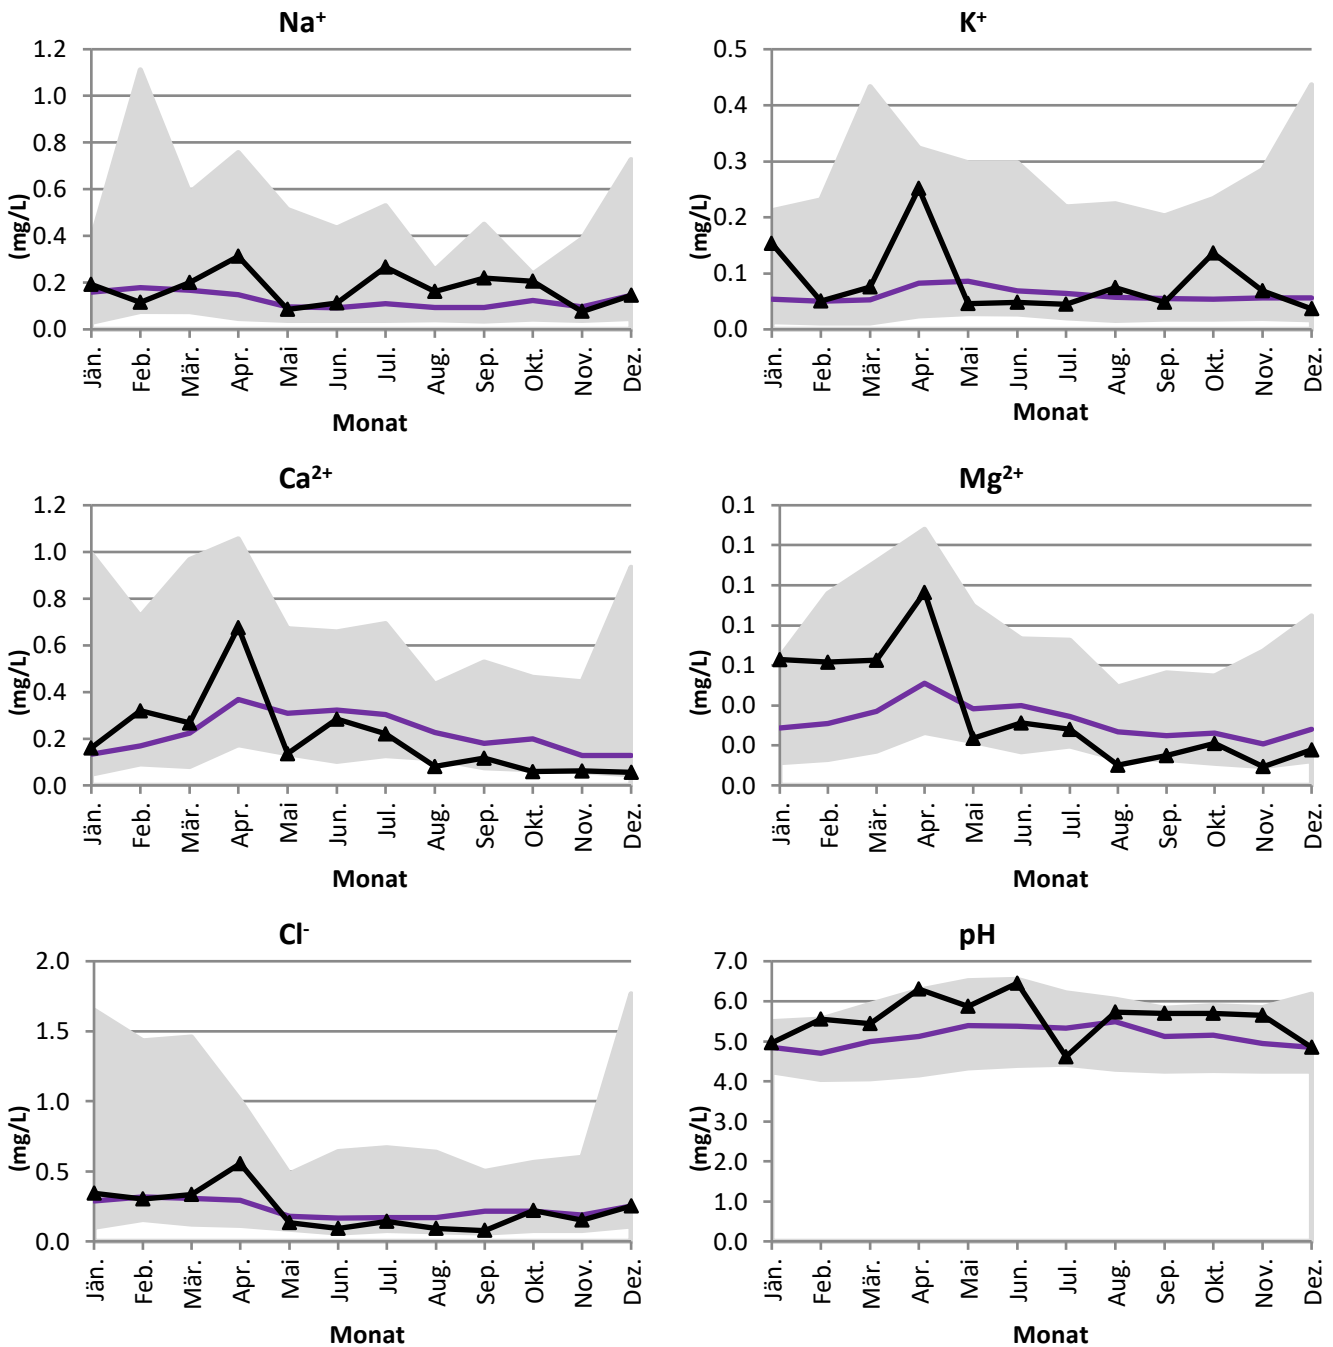 Na⁺
1.2
1.0
0.8
0.6
0.4
0.2
0.0
(mg/L)
Jän.
Feb.
Mär.
Apr.
Mai
Jun.
Jul.
Aug.
Sep.
Okt.
Nov.
Dez.
Monat
K⁺
0.5
0.4
0.3
0.2
0.1
0.0
Jän.
Feb.
Mär.
Apr.
Mai
Jun.
Jul.
Aug.
Sep.
Okt.
Nov.
Dez.
Monat
Ca²⁺
1.2
1.0
0.8
0.6
0.4
0.2
0.0
(mg/L)
Jän.
Feb.
Mär.
Apr.
Mai
Jun.
Jul.
Aug.
Sep.
Okt.
Nov.
Dez.
Monat
Mg²⁺
0.1
0.1
0.1
0.1
0.1
0.0
0.0
0.0
Jän.
Feb.
Mär.
Apr.
Mai
Jun.
Jul.
Aug.
Sep.
Okt.
Nov.
Dez.
Monat
Cl⁻
2.0
1.5
1.0
0.5
0.0
(mg/L)
Jän.
Feb.
Mär.
Apr.
Mai
Jun.
Jul.
Aug.
Sep.
Okt.
Nov.
Dez.
Monat
pH
7.0
6.0
5.0
4.0
3.0
2.0
1.0
0.0
(mg/L)
Jän.
Feb.
Mär.
Apr.
Mai
Jun.
Jul.
Aug.
Sep.
Okt.
Nov.
Dez.
Monat